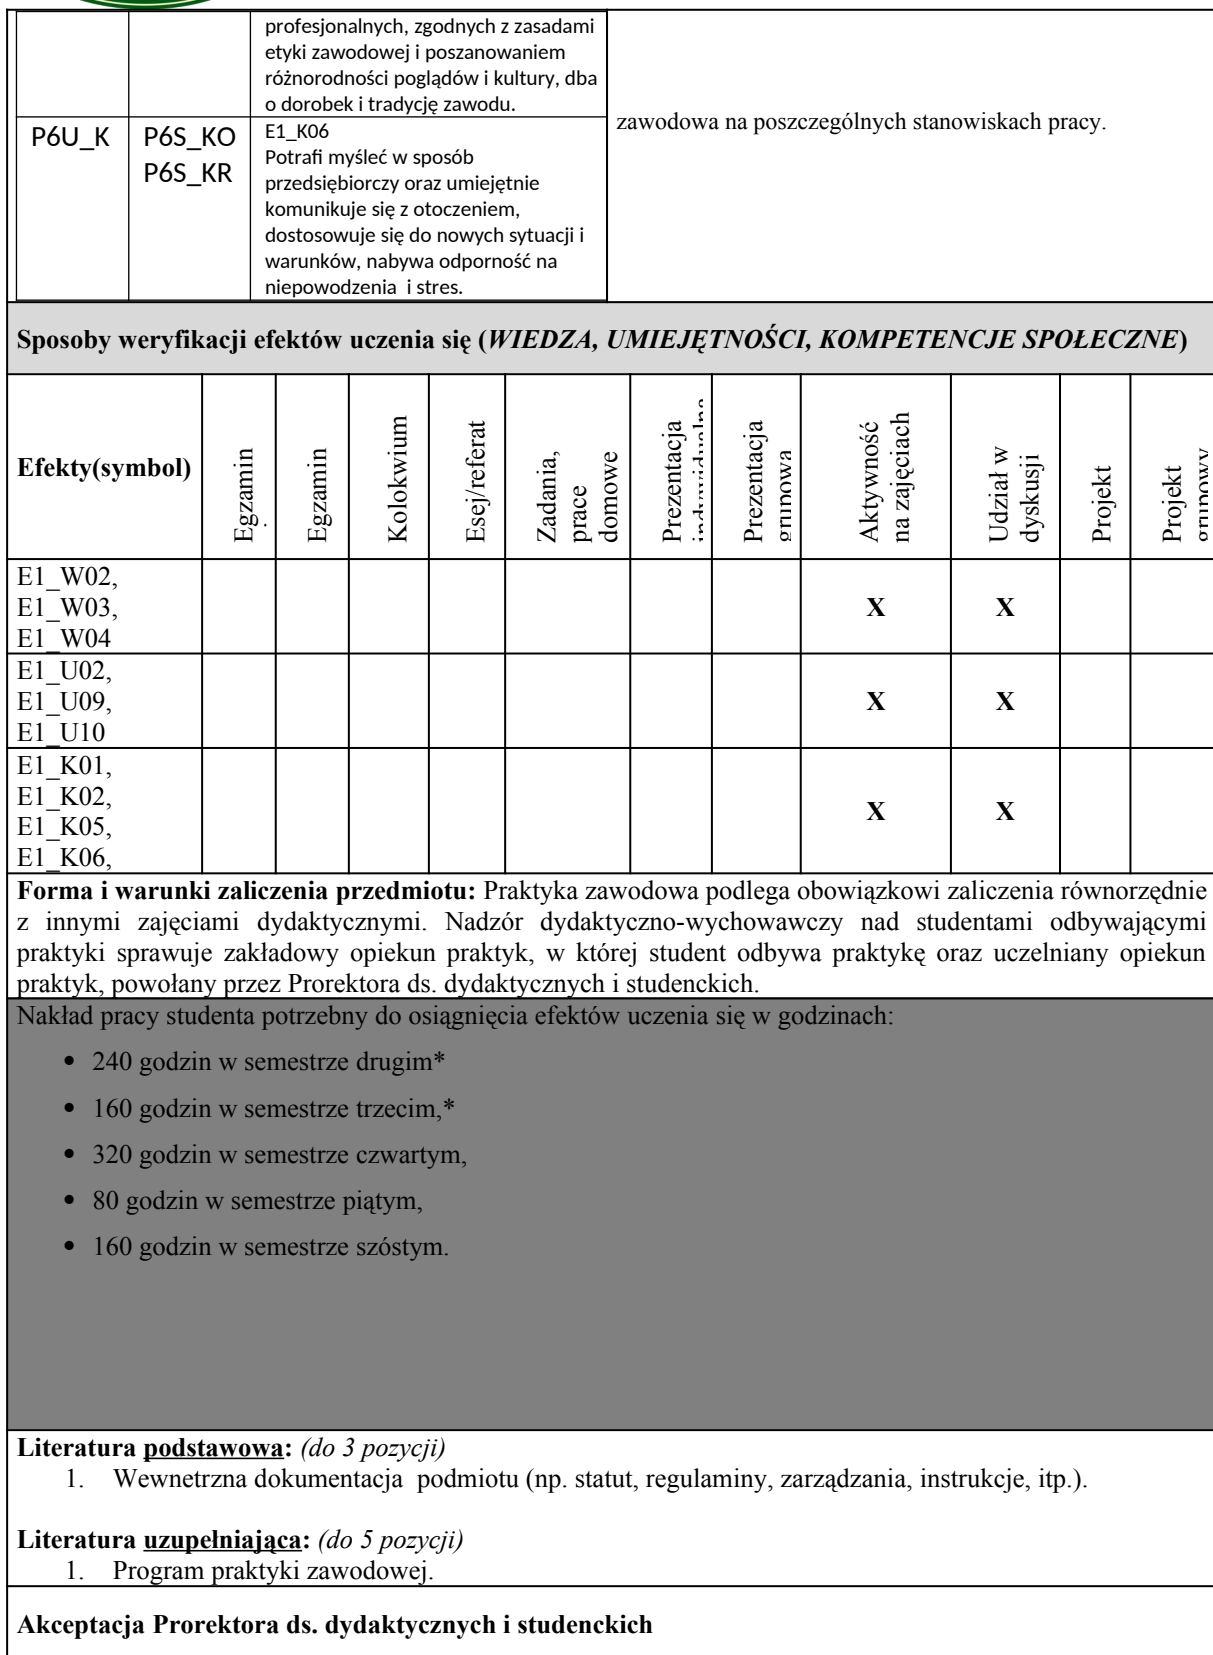 profesjonalnych, zgodnych z zasadami
etyki zawodowej i poszanowaniem
różnorodności poglądów i kultury, dba
o dorobek i tradycję zawodu.
zawodowa na poszczególnych stanowiskach pracy.
P6U_K P6S_KO E1_K06
P6S_KR Potrafi myśleć w sposób
przedsiębiorczy oraz umiejętnie
komunikuje się z otoczeniem,
dostosowuje się do nowych sytuacji i
warunków, nabywa odporność na
niepowodzenia i stres.
Sposoby weryfikacji efektów uczenia się (WIEDZA, UMIEJĘTNOŚCI, KOMPETENCJE SPOŁECZNE)
Efekty(symbol)
Egzamin
Egzamin
Kolokwium
Esej/referat
Zadania,
prace
domowe
Prezentacja
Prezentacja
grupowa
Aktywność
na zajęciach
Udział w
dyskusji
Projekt
Projekt
grupowy
E1_W02,
E1_W03, X X
E1_W04
E1_U02,
E1_U09, X X
E1_U10
E1_K01,
E1_K02,
X X
E1_K05,
E1_K06,
Forma i warunki zaliczenia przedmiotu: Praktyka zawodowa podlega obowiązkowi zaliczenia równorzędnie
z innymi zajęciami dydaktycznymi. Nadzór dydaktyczno-wychowawczy nad studentami odbywającymi
praktyki sprawuje zakładowy opiekun praktyk, w której student odbywa praktykę oraz uczelniany opiekun
praktyk, powołany przez Prorektora ds. dydaktycznych i studenckich.
Nakład pracy studenta potrzebny do osiągnięcia efektów uczenia się w godzinach:
• 240 godzin w semestrze drugim*
• 160 godzin w semestrze trzecim,*
• 320 godzin w semestrze czwartym,
• 80 godzin w semestrze piątym,
• 160 godzin w semestrze szóstym.
Literatura podstawowa: (do 3 pozycji)
1. Wewnetrzna dokumentacja podmiotu (np. statut, regulaminy, zarządzania, instrukcje, itp.).
Literatura uzupełniająca: (do 5 pozycji)
1. Program praktyki zawodowej.
Akceptacja Prorektora ds. dydaktycznych i studenckich